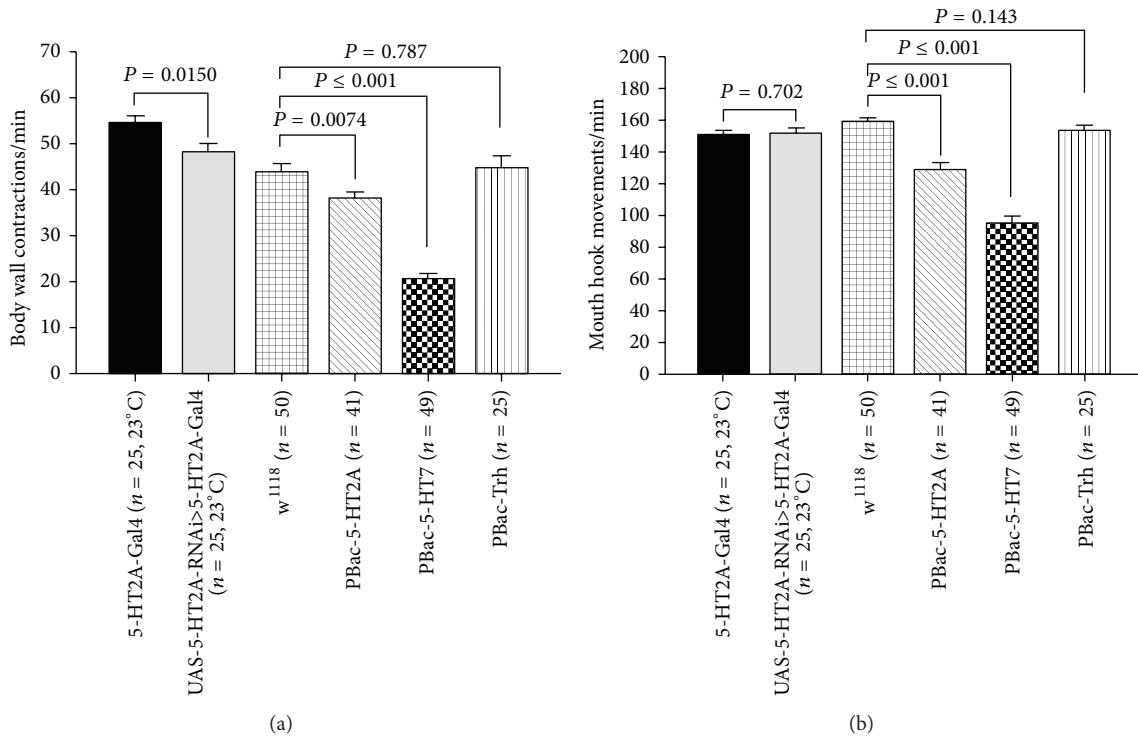 Body wall contractions/min
70
60
50
40
30
20
10
0
P = 0.787
P ≤ 0.001
P = 0.0150
P = 0.0074
5-HT2A-Gal4 (n = 25, 23°C)
UAS-5-HT2A-RNAi>5-HT2A-Gal4
(n = 25, 23°C)
w1118 (n = 50)
PBac-5-HT2A (n = 41)
PBac-5-HT7 (n = 49)
PBac-Trh (n = 25)
(a)
Mouth hook movements/min
200
180
160
140
120
100
80
60
40
20
0
P = 0.143
P ≤ 0.001
P = 0.702
P ≤ 0.001
5-HT2A-Gal4 (n = 25, 23°C)
UAS-5-HT2A-RNAi>5-HT2A-Gal4
(n = 25, 23°C)
w1118 (n = 50)
PBac-5-HT2A (n = 41)
PBac-5-HT7 (n = 49)
PBac-Trh (n = 25)
(b)